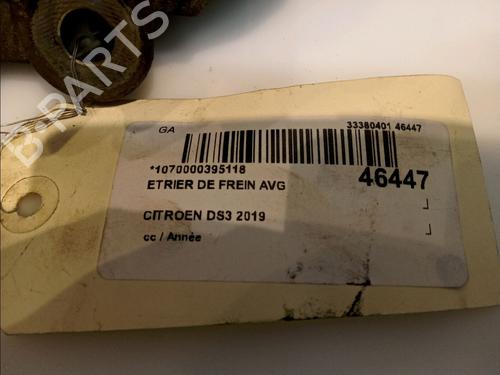 B-PARTS
GA 33380401 46447
*1070000395118
46447
ETRIER DE FREIN AVG
CITROEN DS3 2019
cc / Année